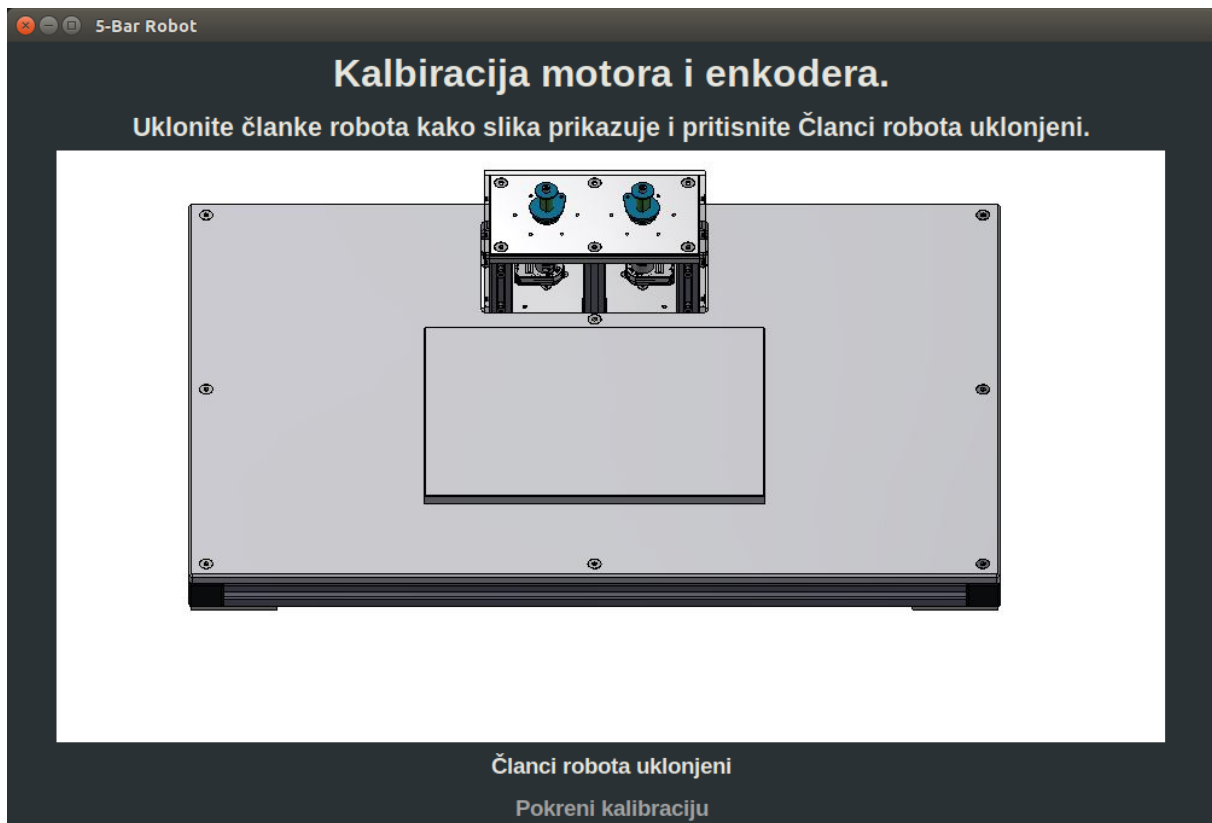 5-Bar Robot
Kalbiracija motora i enkodera.
Uklonite članke robota kako slika prikazuje i pritisnite Članci robota uklonjeni.
Članci robota uklonjeni
Pokreni kalibraciju